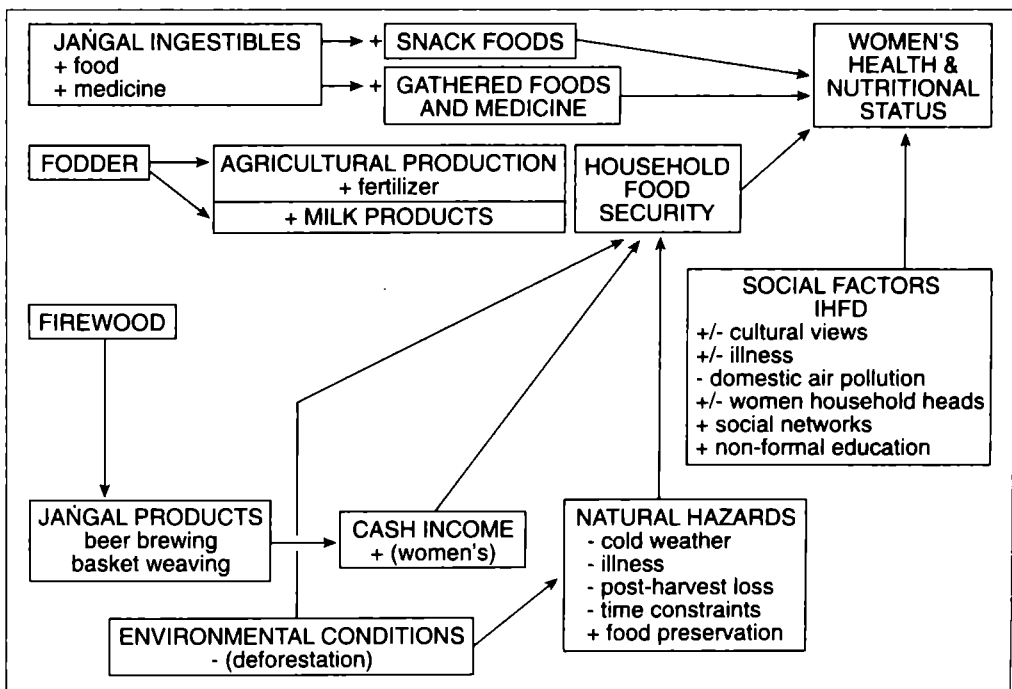 JAṄGAL INGESTIBLES
+ food
+ medicine
+ SNACK FOODS
+ GATHERED FOODS
AND MEDICINE
WOMEN'S
HEALTH &
NUTRITIONAL
STATUS
FODDER
AGRICULTURAL PRODUCTION
+ fertilizer
+ MILK PRODUCTS
HOUSEHOLD
FOOD
SECURITY
SOCIAL FACTORS
IHFD
+/- cultural views
+/- illness
- domestic air pollution
+/- women household heads
+ social networks
+ non-formal education
FIREWOOD
JAṄGAL PRODUCTS
beer brewing
basket weaving
CASH INCOME
+ (women's)
NATURAL HAZARDS
- cold weather
- illness
- post-harvest loss
- time constraints
+ food preservation
ENVIRONMENTAL CONDITIONS
- (deforestation)